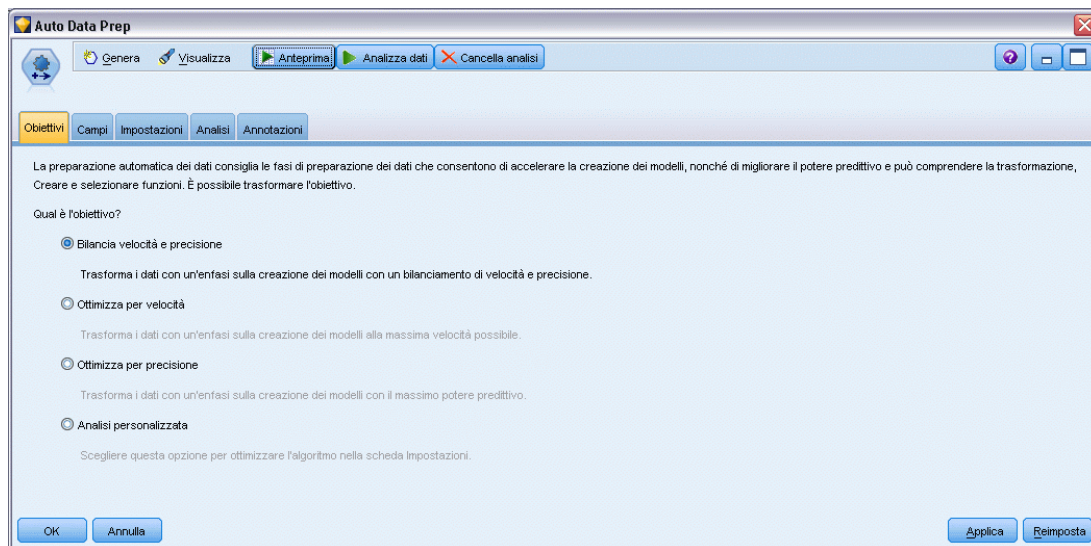 Auto Data Prep
Genera Visualizza Anteprima Analizza dati Cancella analisi
Obiettivi Campi Impostazioni Analisi Annotazioni
La preparazione automatica dei dati consiglia le fasi di preparazione dei dati che consentono di accelerare la creazione dei modelli, nonché di migliorare il potere predittivo e può comprendere la trasformazione,
Creare e selezionare funzioni. È possibile trasformare l'obiettivo.
Qual è l'obiettivo?
Bilancia velocità e precisione
Trasforma i dati con un'enfasi sulla creazione dei modelli con un bilanciamento di velocità e precisione.
Ottimizza per velocità
Trasforma i dati con un'enfasi sulla creazione dei modelli alla massima velocità possibile.
Ottimizza per precisione
Trasforma i dati con un'enfasi sulla creazione dei modelli con il massimo potere predittivo.
Analisi personalizzata
Scegliere questa opzione per ottimizzare l'algoritmo nella scheda Impostazioni.
OK Annulla Applica Reimposta